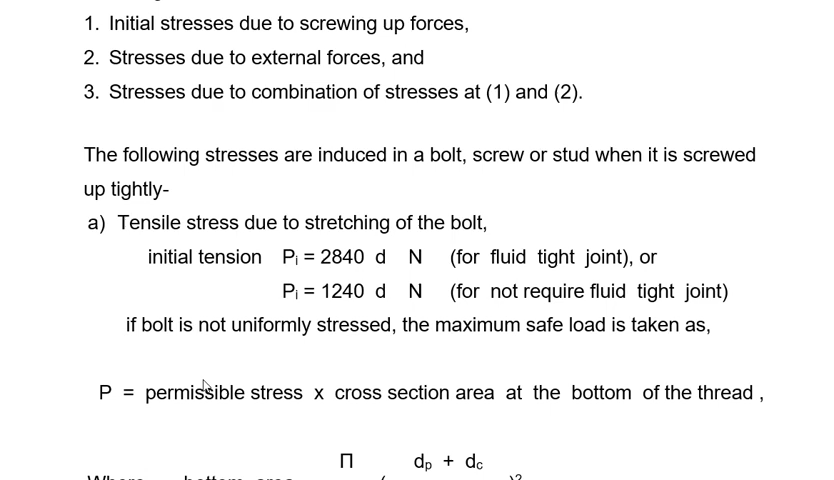 1. Initial stresses due to screwing up forces,
2. Stresses due to external forces, and
3. Stresses due to combination of stresses at (1) and (2).
The following stresses are induced in a bolt, screw or stud when it is screwed
up tightly-
a) Tensile stress due to stretching of the bolt,
initial tension Pᵢ = 2840 d N (for fluid tight joint), or
Pᵢ = 1240 d N (for not require fluid tight joint)
if bolt is not uniformly stressed, the maximum safe load is taken as,
P = permissible stress x cross section area at the bottom of the thread ,
Π dₚ + d꜀